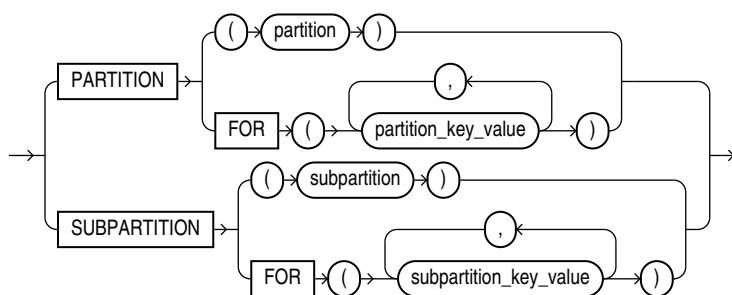 ( partition )
PARTITION
,
FOR ( partition_key_value )
( subpartition )
SUBPARTITION
,
FOR ( subpartition_key_value )